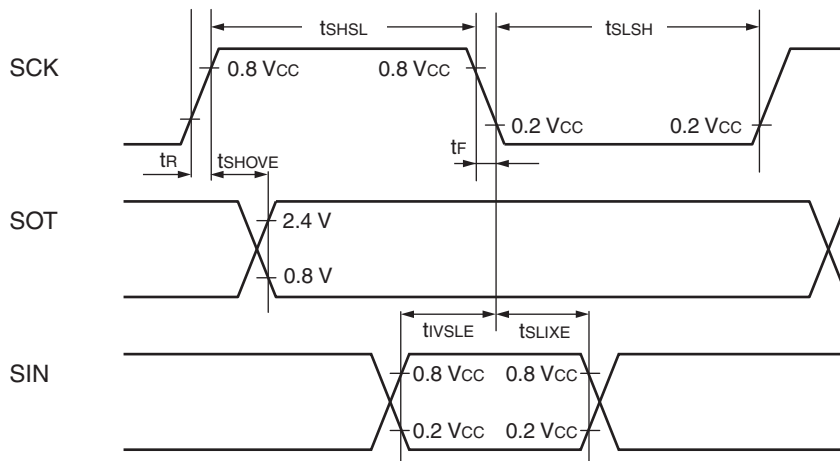 tSHSL tSLSH
SCK 0.8 VCC 0.8 VCC
0.2 VCC 0.2 VCC
tR tSHOVE tF
SOT 2.4 V
0.8 V
tIVSLE tSLIXE
SIN 0.8 VCC 0.8 VCC
0.2 VCC 0.2 VCC